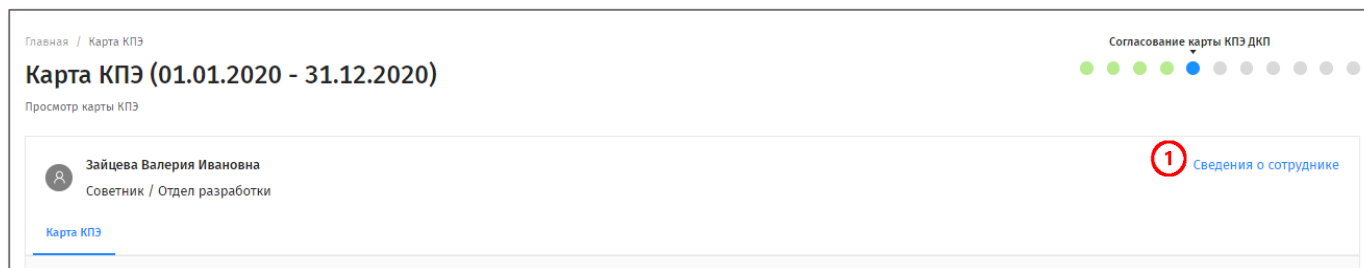 Главная / Карта КПЭ
Согласование карты КПЭ ДКП
Карта КПЭ (01.01.2020 - 31.12.2020)
Просмотр карты КПЭ
Зайцева Валерия Ивановна
1 Сведения о сотруднике
Советник / Отдел разработки
Карта КПЭ